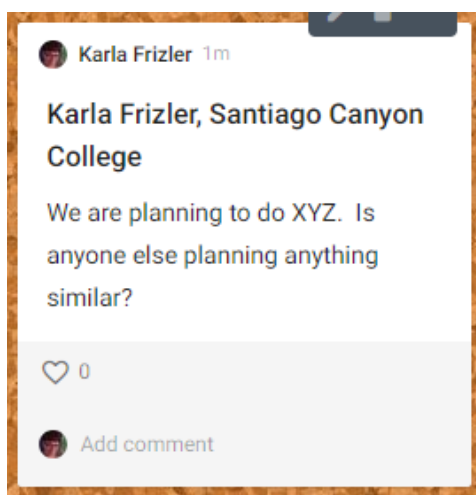 Karla Frizler 1m
Karla Frizler, Santiago Canyon
College
We are planning to do XYZ.  Is
anyone else planning anything
similar?
0
Add comment